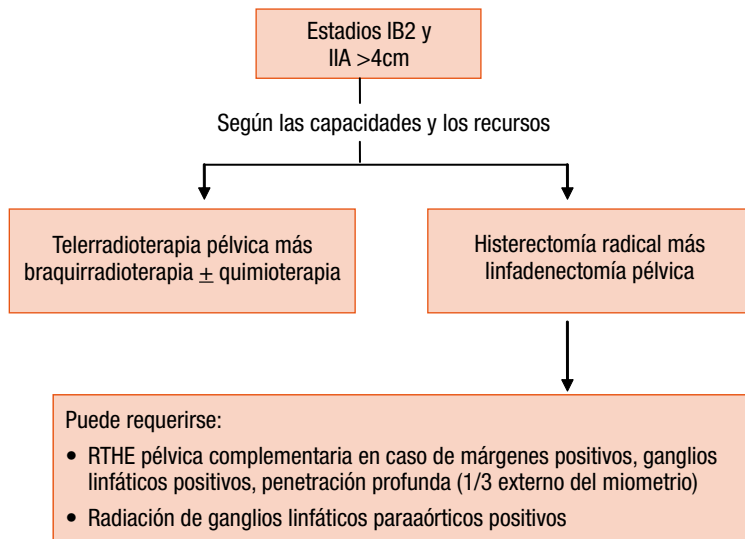 Estadios IB2 y
IIA >4cm
Según las capacidades y los recursos
Telerradioterapia pélvica más
braquirradioterapia ± quimioterapia
Histerectomía radical más
linfadenectomía pélvica
Puede requerirse:
• RTHE pélvica complementaria en caso de márgenes positivos, ganglios
linfáticos positivos, penetración profunda (1/3 externo del miometrio)
• Radiación de ganglios linfáticos paraaórticos positivos